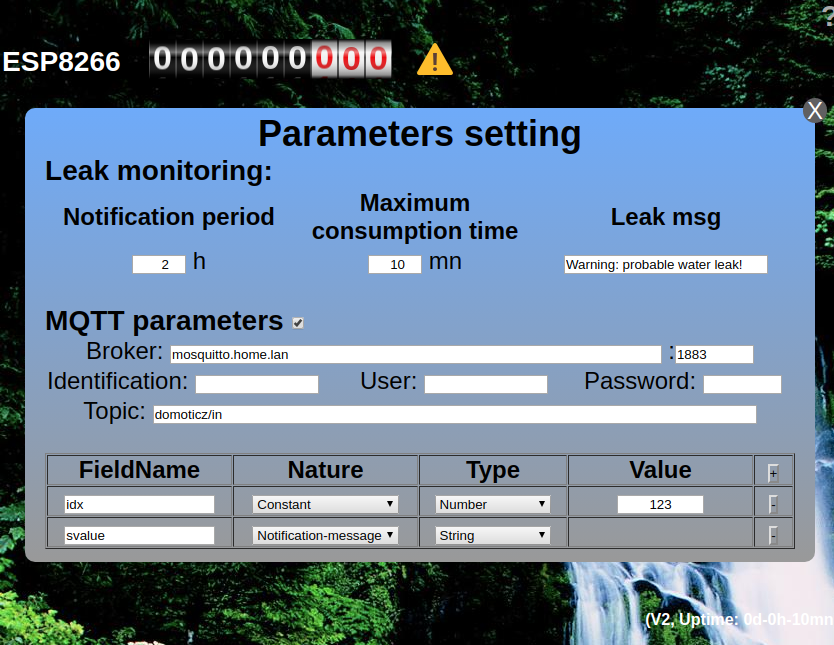 ?
ESP8266 000000000
X
Parameters setting
Leak monitoring:
Notification period Maximum consumption time Leak msg
2 h 10 mn Warning: probable water leak!
MQTT parameters
Broker: mosquitto.home.lan :1883
Identification: User: Password:
Topic: domoticz/in
FieldName Nature Type Value +
idx Constant Number 123 -
svalue Notification-message String -
(V2, Uptime: 0d-0h-10mn